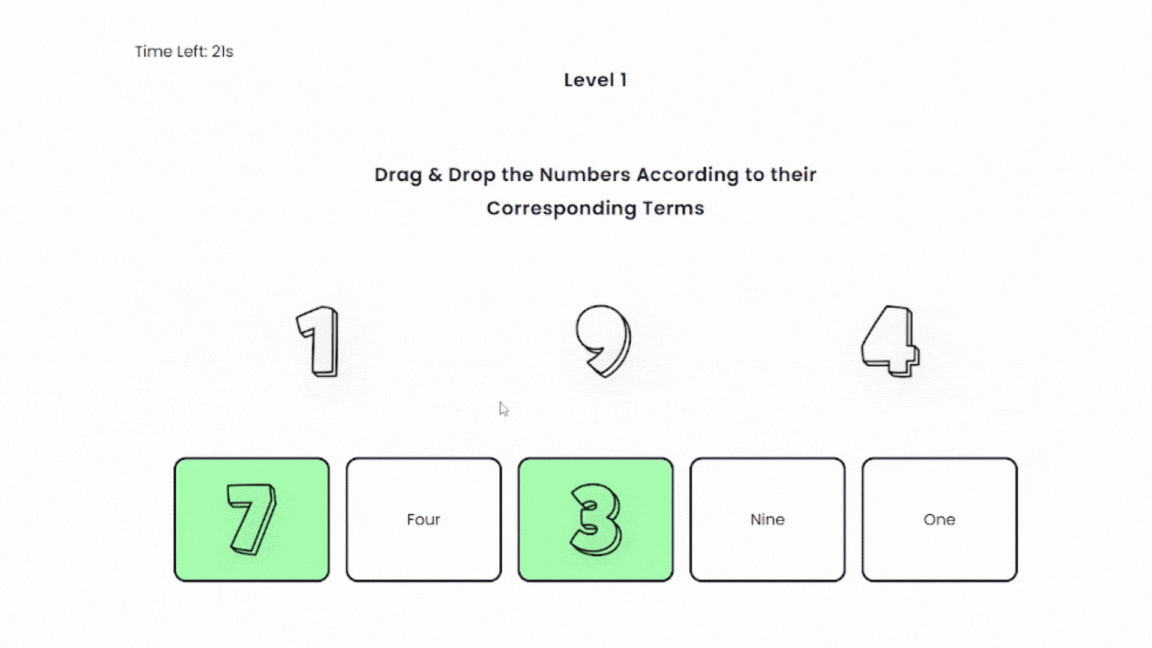 Time Left: 21s
Level 1
Drag & Drop the Numbers According to their
Corresponding Terms
1 9 4
7 Four 3 Nine One